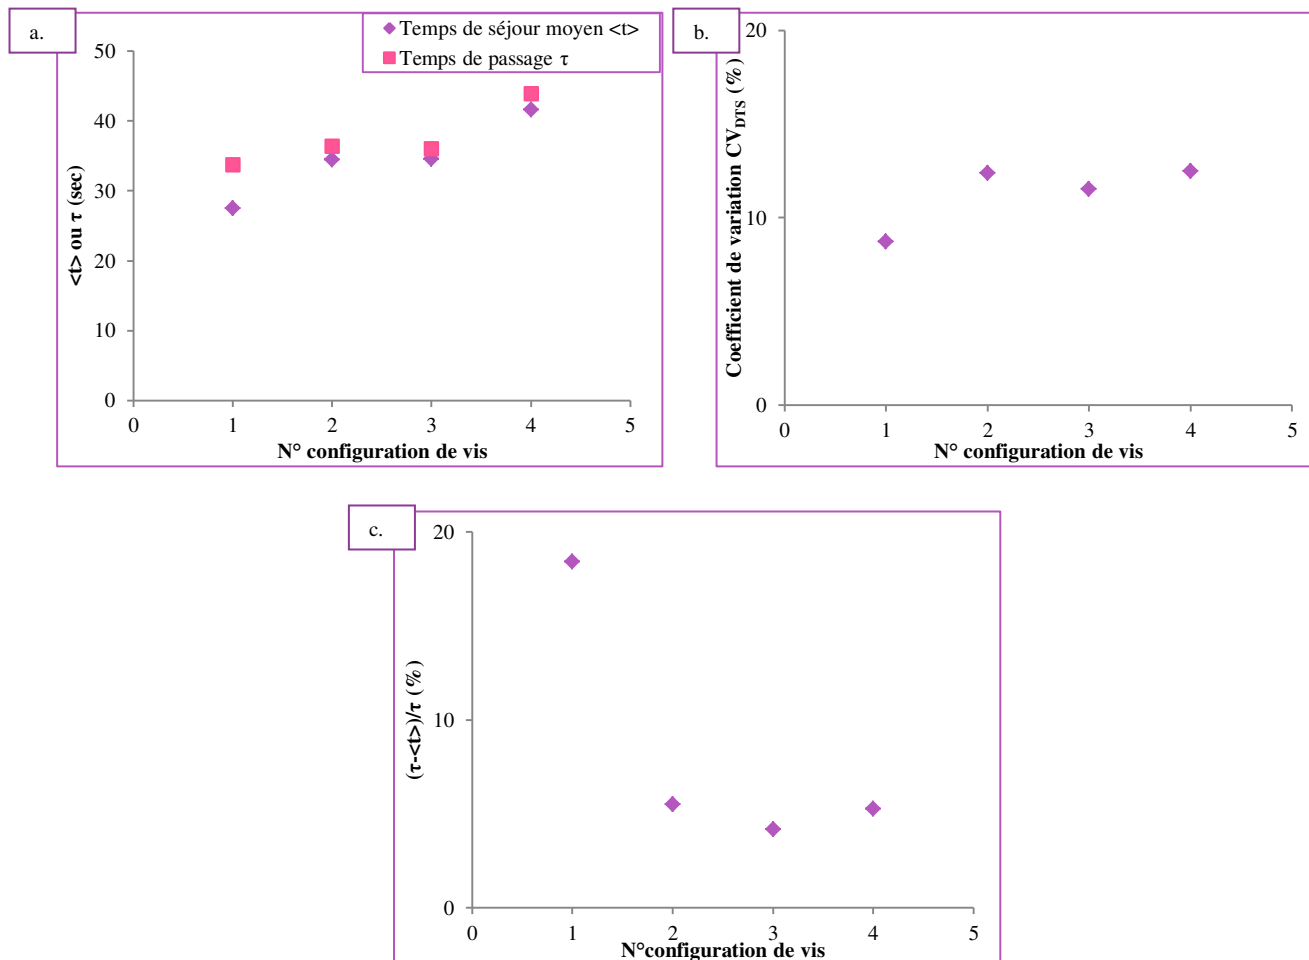 a.
Temps de séjour moyen <t>
Temps de passage τ
50
40
30
20
10
0
<t> ou τ (sec)
0 1 2 3 4 5
N° configuration de vis
b.
20
10
0
Coefficient de variation CV_DTS (%)
0 1 2 3 4 5
N° configuration de vis
c.
20
10
0
(τ-<t>)/τ (%)
0 1 2 3 4 5
N°configuration de vis